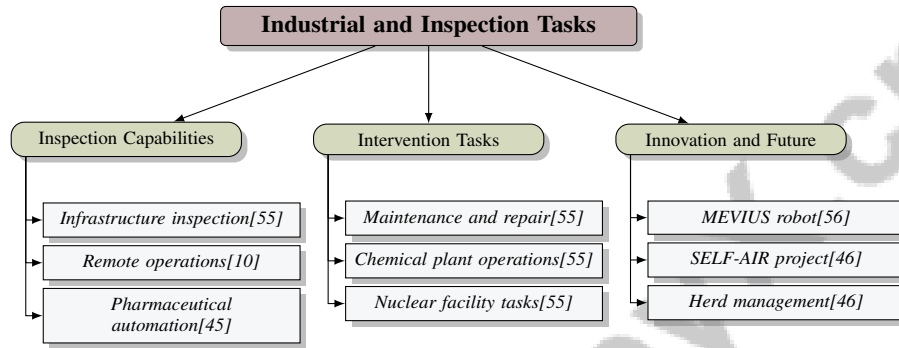 Industrial and Inspection Tasks
Inspection Capabilities
Intervention Tasks
Innovation and Future
Infrastructure inspection[55]
Remote operations[10]
Pharmaceutical
automation[45]
Maintenance and repair[55]
Chemical plant operations[55]
Nuclear facility tasks[55]
MEVIUS robot[56]
SELF-AIR project[46]
Herd management[46]